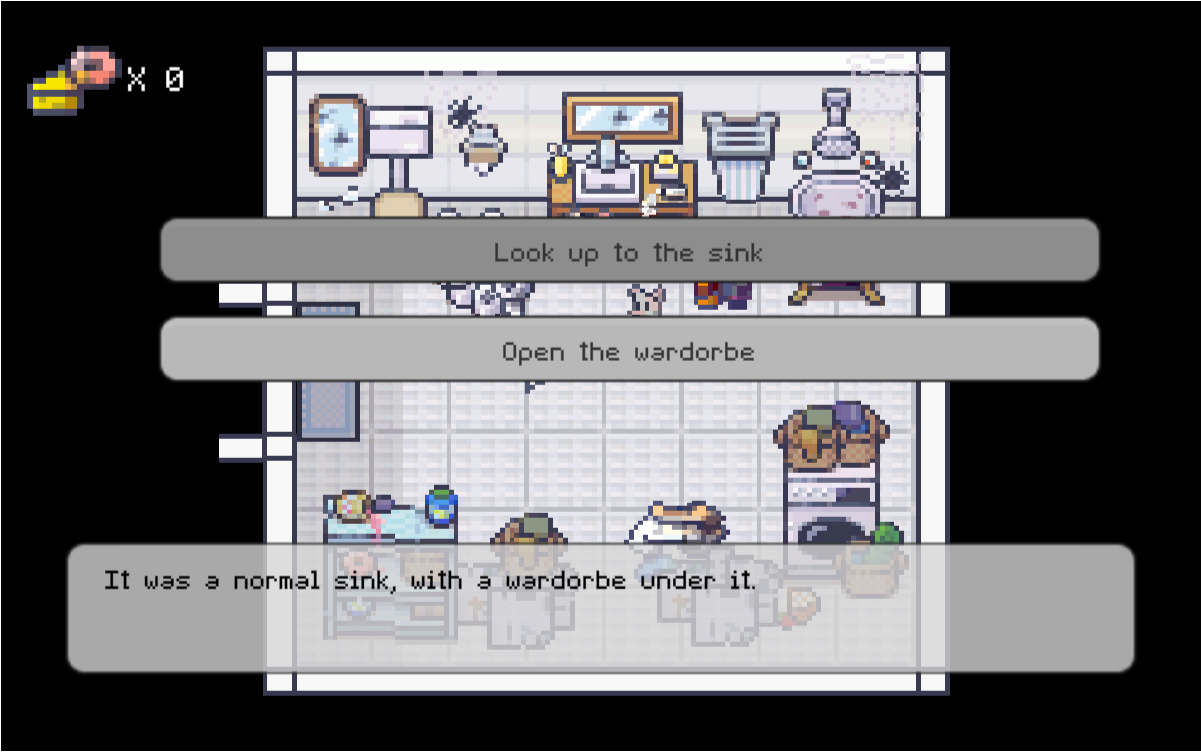 X 0
Look up to the sink
Open the wardorbe
It was a normal sink, with a wardorbe under it.